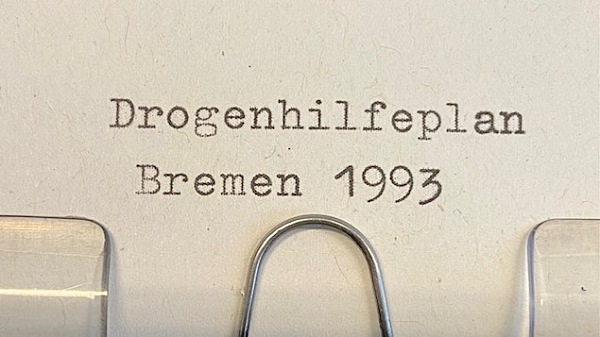 Drogenhilfeplan
Bremen 1993